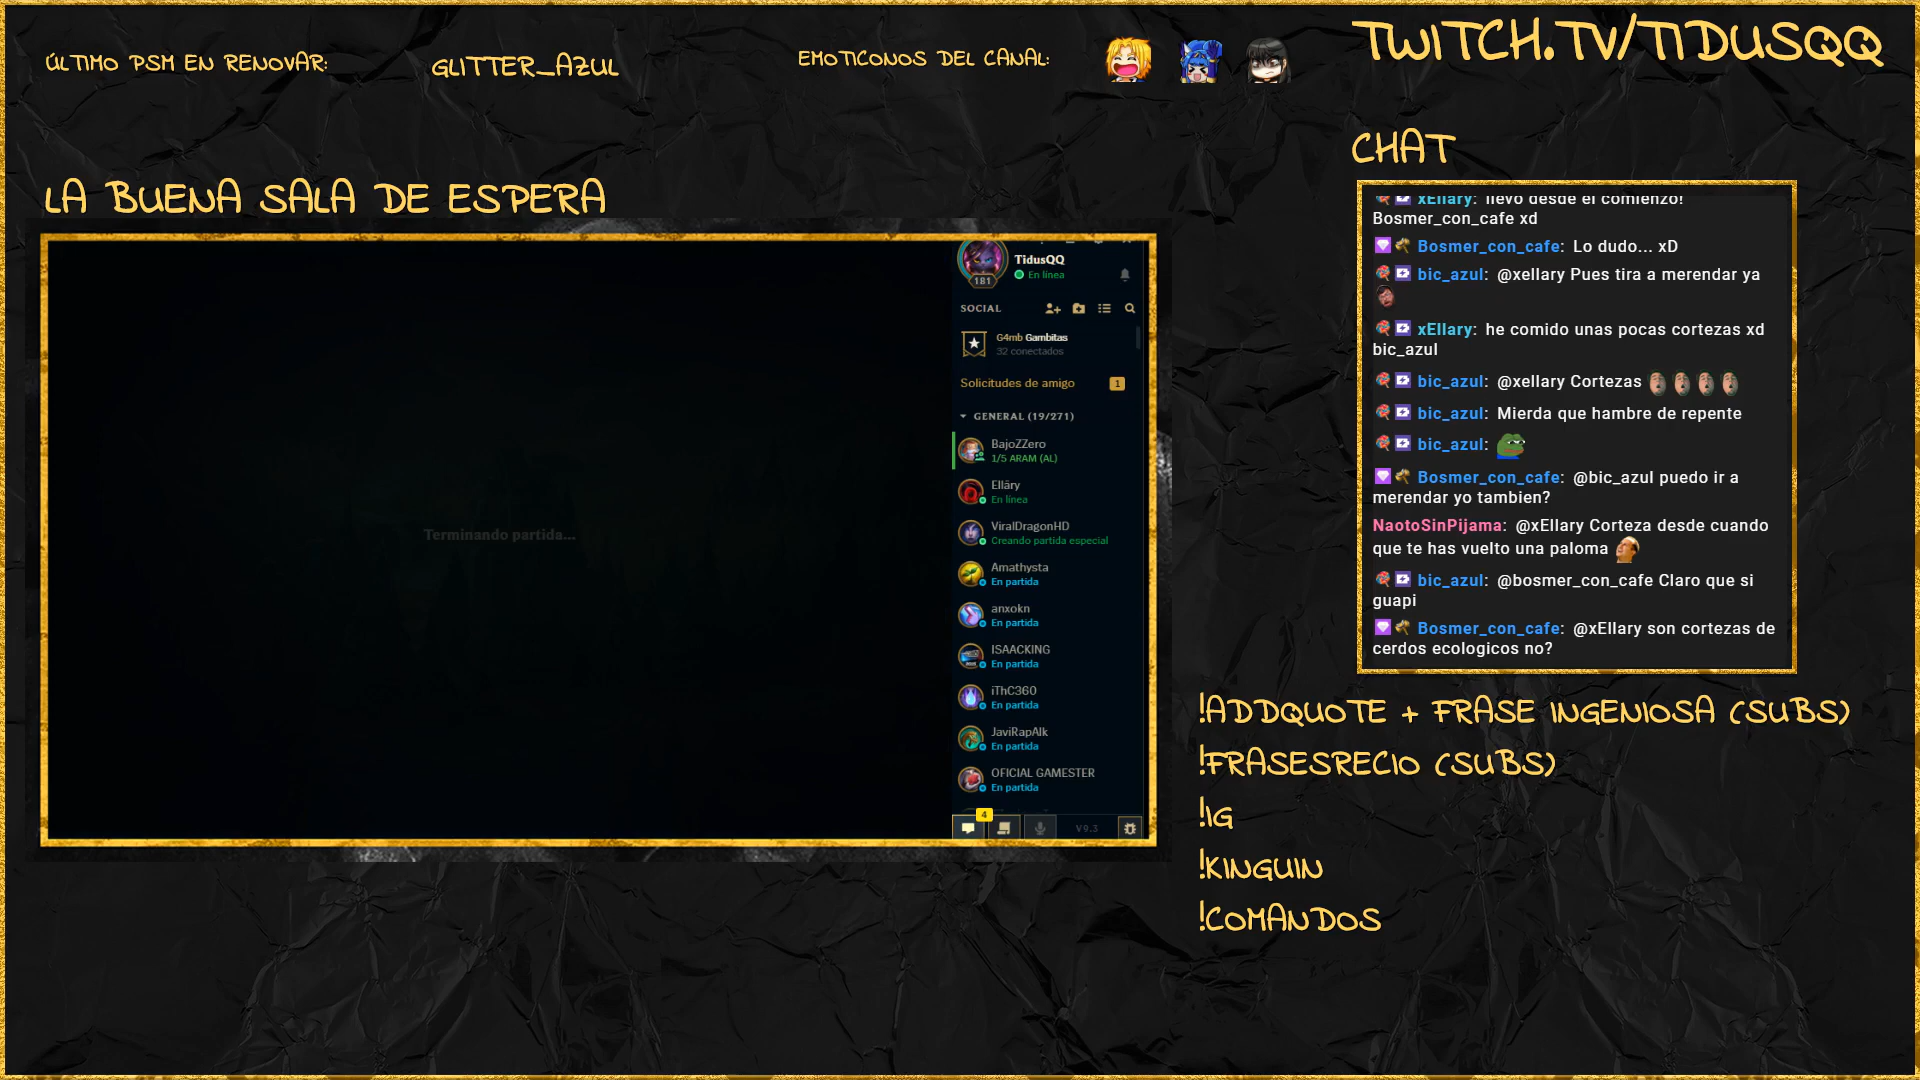 ÚLTIMO PSM EN RENOVAR:
GLITTER_AZUL
EMOTICONOS DEL CANAL:
TWITCH.TV/TIDUSQQ
CHAT
LA BUENA SALA DE ESPERA
xEllary: llevo desde el comienzo!
Bosmer_con_cafe xd
Bosmer_con_cafe: Lo dudo... xD
bic_azul: @xellary Pues tira a merendar ya
xEllary: he comido unas pocas cortezas xd
bic_azul
bic_azul: @xellary Cortezas
bic_azul: Mierda que hambre de repente
bic_azul:
Bosmer_con_cafe: @bic_azul puedo ir a
merendar yo tambien?
NaotoSinPijama: @xEllary Corteza desde cuando
que te has vuelto una paloma
bic_azul: @bosmer_con_cafe Claro que si
guapi
Bosmer_con_cafe: @xEllary son cortezas de
cerdos ecologicos no?
TidusQQ
En línea
181
SOCIAL
G4mb Gambitas
32 conectados
Solicitudes de amigo 1
GENERAL (19/271)
BajoZZero
1/5 ARAM (AL)
Ellâry
En línea
ViralDragonHD
Creando partida especial
Amathysta
En partida
anxokn
En partida
ISAACKING
En partida
iThC360
En partida
JaviRapAlk
En partida
OFICIAL GAMESTER
En partida
4
V9.3
Terminando partida...
!ADDQUOTE + FRASE INGENIOSA (SUBS)
!FRASESRECIO (SUBS)
!IG
!KINGUIN
!COMANDOS